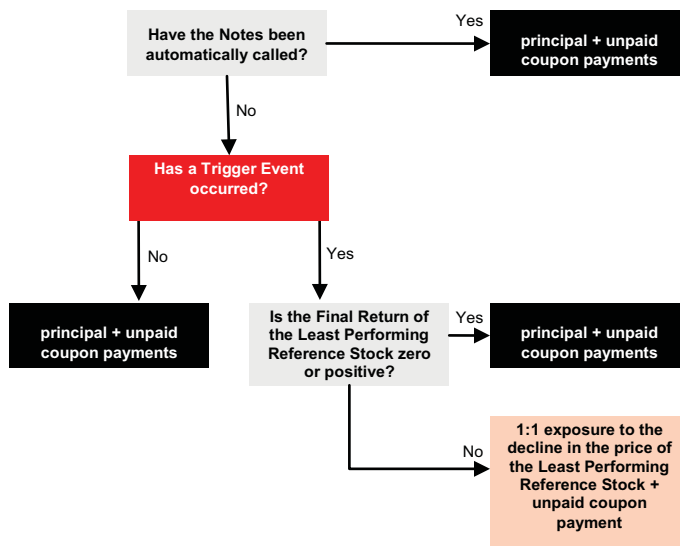 Have the Notes been
automatically called?
Yes
principal + unpaid
coupon payments
No
Has a Trigger Event
occurred?
No
Yes
principal + unpaid
coupon payments
Is the Final Return of
the Least Performing
Reference Stock zero
or positive?
Yes
principal + unpaid
coupon payments
No
1:1 exposure to the
decline in the price of
the Least Performing
Reference Stock +
unpaid coupon
payment